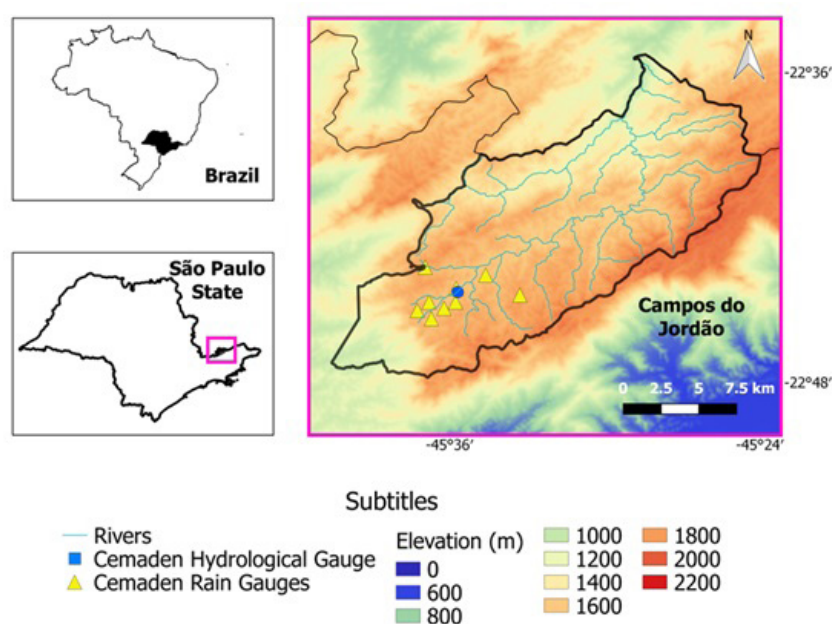 Brazil
São Paulo
State
N
-22°36′
Campos do
Jordão
0 2.5 5 7.5 km
-22°48′
-45°36′
-45°24′
Subtitles
Rivers
Cemaden Hydrological Gauge
Cemaden Rain Gauges
Elevation (m)
0
600
800
1000
1200
1400
1600
1800
2000
2200